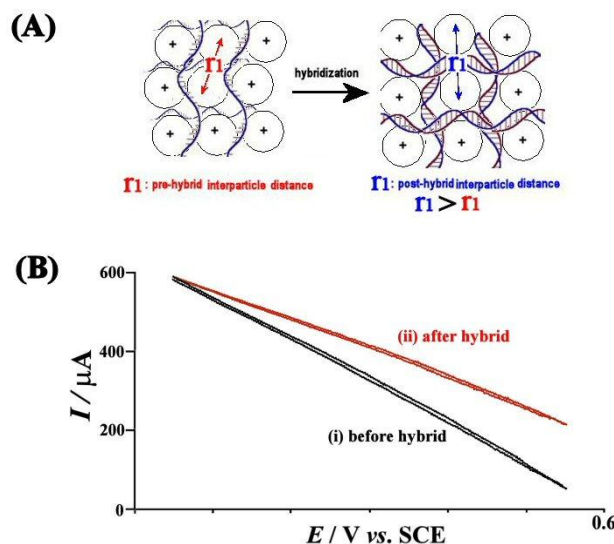 (A)
r1
hybridization
r1
+ + +
+ +
+ + +
+ + +
+ +
+ + +
r1 : pre-hybrid interparticle distance
r1 : post-hybrid interparticle distance
r1 > r1
(B)
600
400
200
0
I / µA
(ii) after hybrid
(i) before hybrid
0.6
E / V vs. SCE